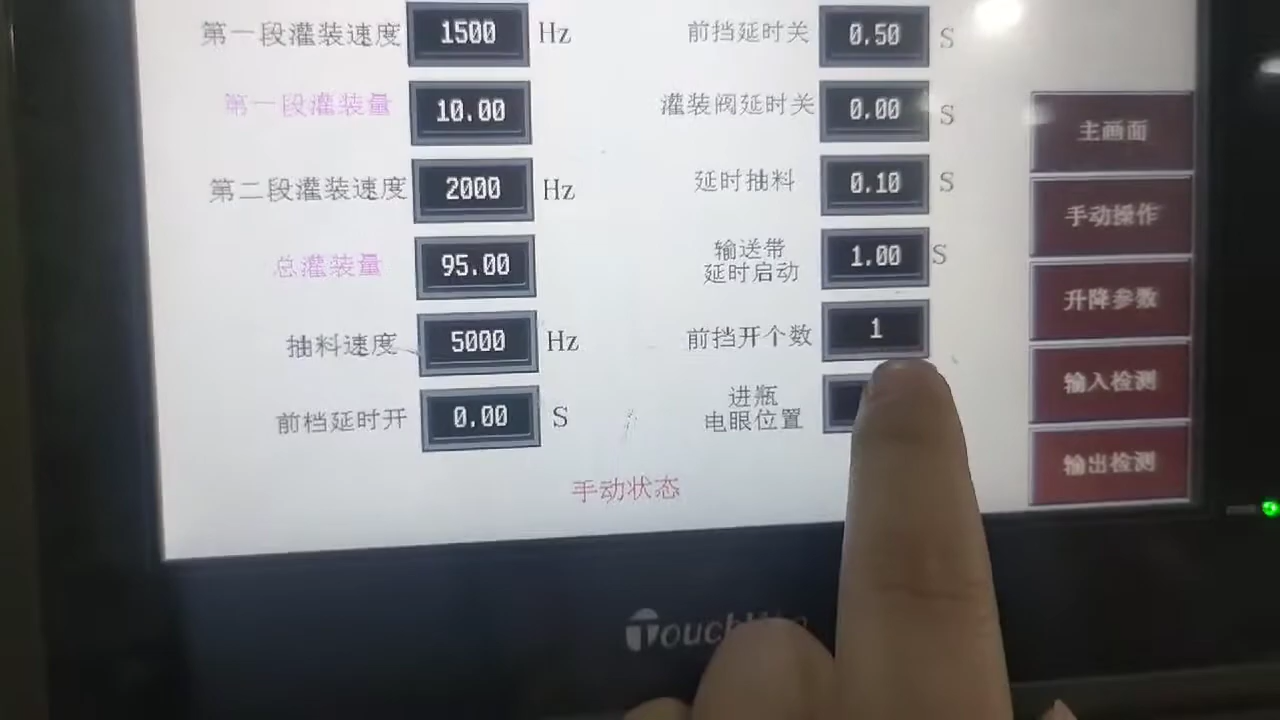 第一段灌装速度 1500 Hz
前挡延时关 0.50 S
第一段灌装量 10.00
灌装阀延时关 0.00 S
第二段灌装速度 2000 Hz
延时抽料 0.10 S
总灌装量 95.00
输送带
延时启动 1.00 S
抽料速度 5000 Hz
前挡开个数 1
前档延时开 0.00 S
进瓶
电眼位置
手动状态
主画面
手动操作
升降参数
输入检测
输出检测